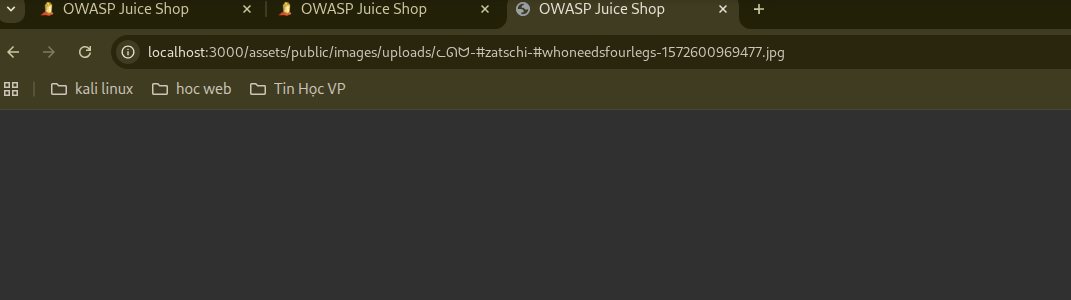 OWASP Juice Shop
OWASP Juice Shop
OWASP Juice Shop
localhost:3000/assets/public/images/uploads/ᓚᘏᗢ-#zatschi-#whoneedsfourlegs-1572600969477.jpg
kali linux
hoc web
Tin Học VP